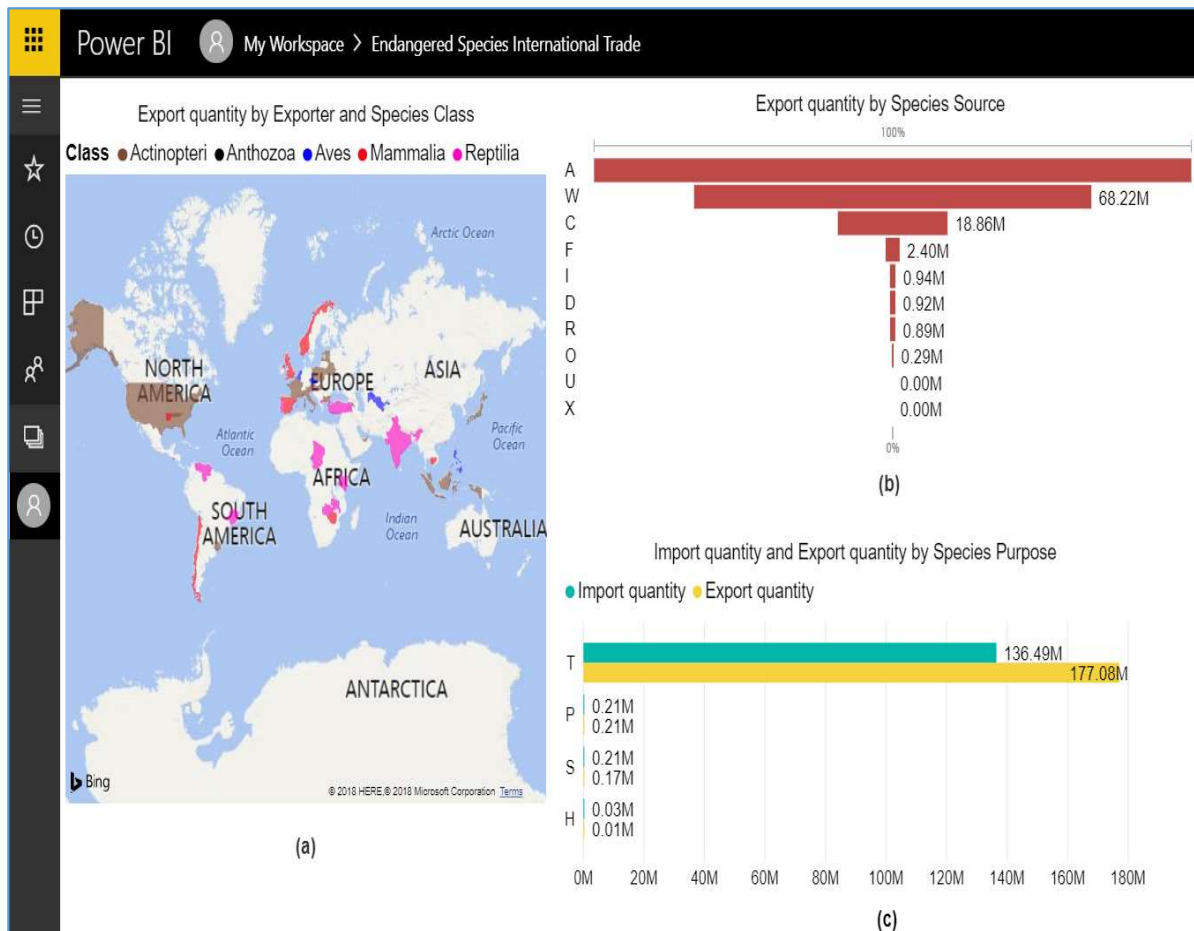 Power BI My Workspace > Endangered Species International Trade
Export quantity by Exporter and Species Class
Class Actinopteri Anthozoa Aves Mammalia Reptilia
Arctic Ocean
NORTH AMERICA
EUROPE
ASIA
Atlantic Ocean
Pacific Ocean
AFRICA
SOUTH AMERICA
Indian Ocean
AUSTRALIA
ANTARCTICA
Bing
© 2018 HERE,© 2018 Microsoft Corporation Terms
(a)
Export quantity by Species Source
100%
A
W 68.22M
C 18.86M
F 2.40M
I 0.94M
D 0.92M
R 0.89M
O 0.29M
U 0.00M
X 0.00M
0%
(b)
Import quantity and Export quantity by Species Purpose
Import quantity Export quantity
T 136.49M
177.08M
P 0.21M
0.21M
S 0.21M
0.17M
H 0.03M
0.01M
0M 20M 40M 60M 80M 100M 120M 140M 160M 180M
(c)